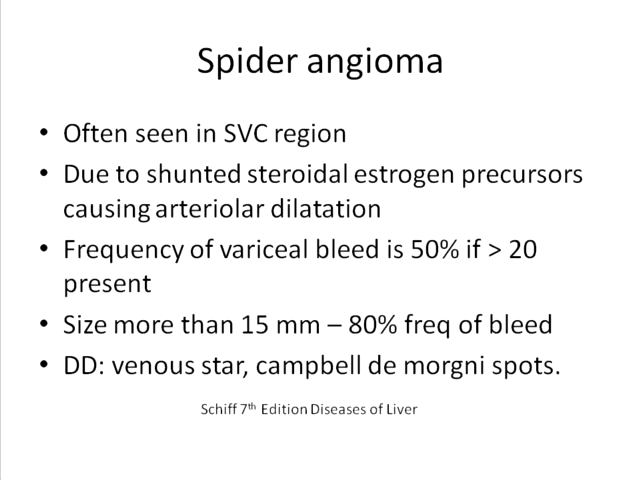 Spider angioma
• Often seen in SVC region
• Due to shunted steroidal estrogen precursors
causing arteriolar dilatation
• Frequency of variceal bleed is 50% if > 20
present
• Size more than 15 mm – 80% freq of bleed
• DD: venous star, campbell de morgni spots.
Schiff 7th Edition Diseases of Liver